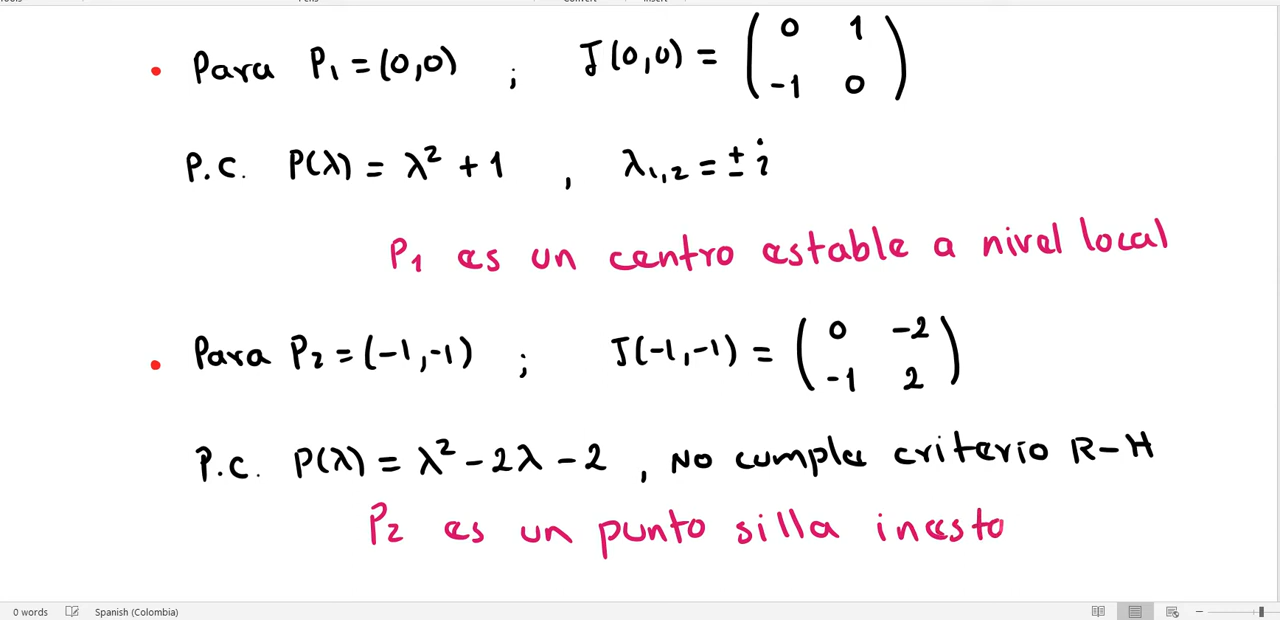 • Para P₁ = (0,0) ; J(0,0) = ( 0 1 
-1 0 )
P.C. P(λ) = λ² + 1 , λ₁,₂ = ± i
P₁ es un centro estable a nivel local
• Para P₂ = (-1,-1) ; J(-1,-1) = ( 0 -2
-1 2 )
P.C. P(λ) = λ² - 2λ - 2 , No cumple criterio R-H
P₂ es un punto silla inesto
0 words Spanish (Colombia)